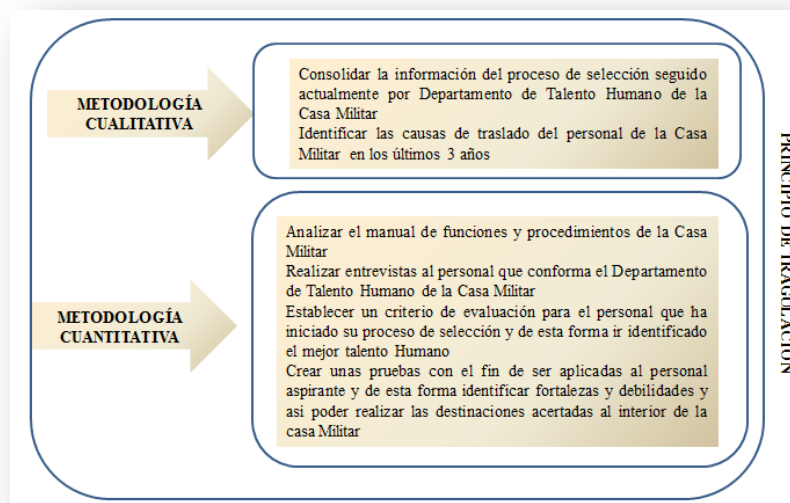 METODOLOGÍA
CUALITATIVA
Consolidar la información del proceso de selección seguido
actualmente por Departamento de Talento Humano de la
Casa Militar
Identificar las causas de traslado del personal de la Casa
Militar en los últimos 3 años
METODOLOGÍA
CUANTITATIVA
Analizar el manual de funciones y procedimientos de la Casa
Militar
Realizar entrevistas al personal que conforma el Departamento
de Talento Humano de la Casa Militar
Establecer un criterio de evaluación para el personal que ha
iniciado su proceso de selección y de esta forma ir identificado
el mejor talento Humano
Crear unas pruebas con el fin de ser aplicadas al personal
aspirante y de esta forma identificar fortalezas y debilidades y
asi poder realizar las destinaciones acertadas al interior de la
casa Militar
PRINCIPIO DE TRAGULACIÓN